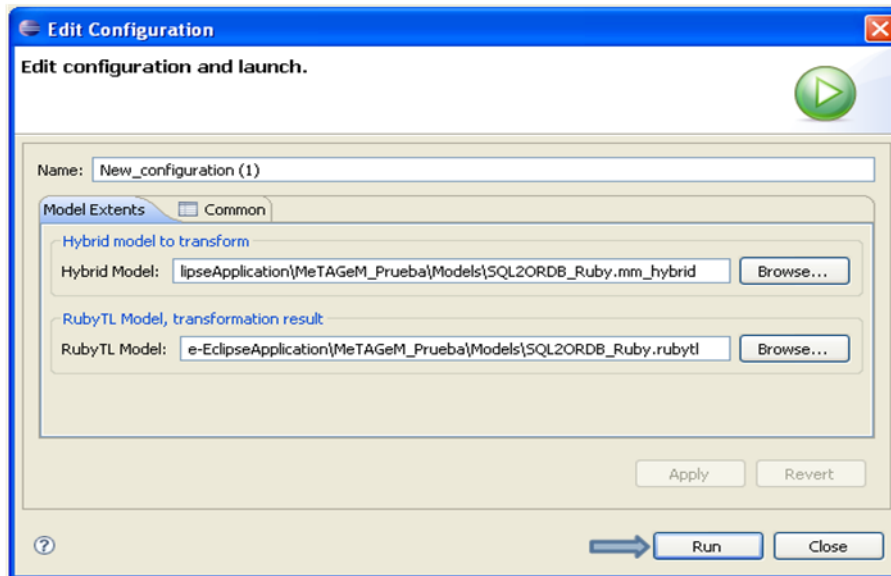 Edit Configuration
Edit configuration and launch.
Name: New_configuration (1)
Model Extents Common
Hybrid model to transform
Hybrid Model: lipseApplication\MeTAGeM_Prueba\Models\SQL2ORDB_Ruby.mm_hybrid Browse...
RubyTL Model, transformation result
RubyTL Model: e-EclipseApplication\MeTAGeM_Prueba\Models\SQL2ORDB_Ruby.rubytl Browse...
Apply Revert
? Run Close